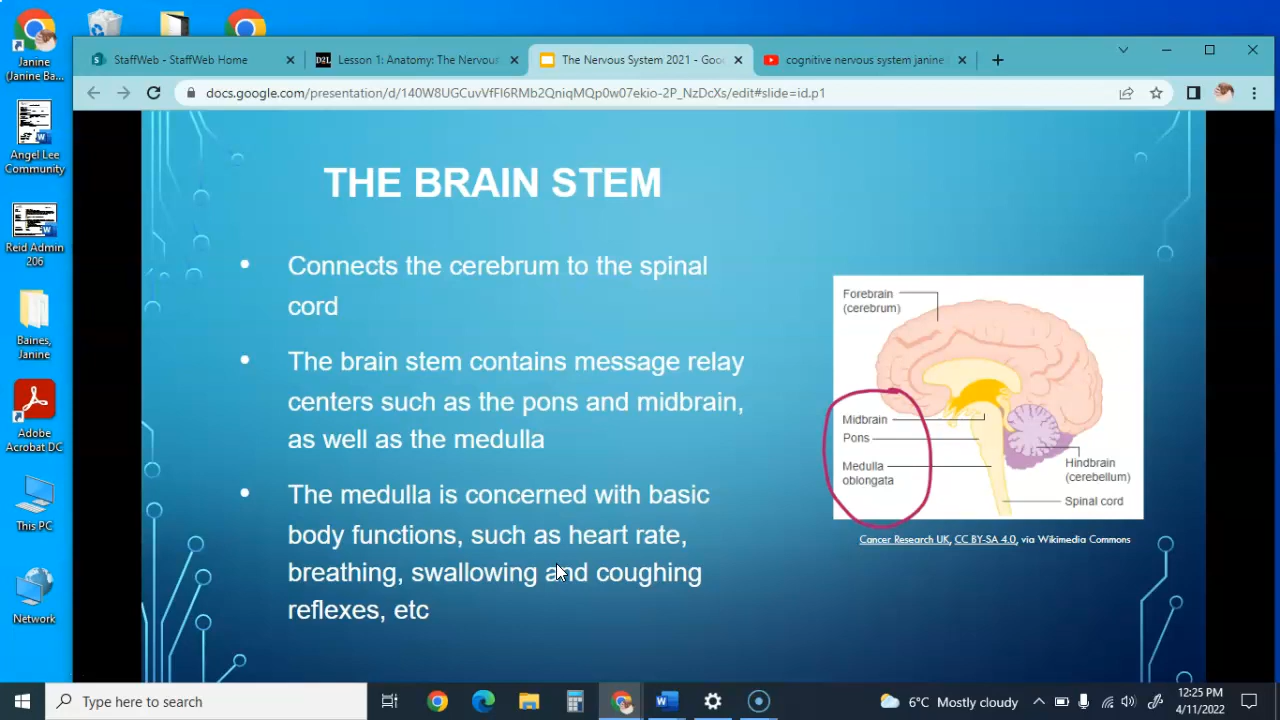 Janine
(Janine Ba...
Angel Lee
Community
Reid Admin
206
Baines,
Janine
Adobe
Acrobat DC
This PC
Network
StaffWeb - StaffWeb Home
D2L
Lesson 1: Anatomy: The Nervous
The Nervous System 2021 - Goo
cognitive nervous system janine
docs.google.com/presentation/d/140W8UGCuvVfFI6RMb2QniqMQp0w07ekio-2P_NzDcXs/edit#slide=id.p1
THE BRAIN STEM
• Connects the cerebrum to the spinal
cord
• The brain stem contains message relay
centers such as the pons and midbrain,
as well as the medulla
• The medulla is concerned with basic
body functions, such as heart rate,
breathing, swallowing and coughing
reflexes, etc
Forebrain
(cerebrum)
Midbrain
Pons
Medulla
oblongata
Hindbrain
(cerebellum)
Spinal cord
Cancer Research UK, CC BY-SA 4.0, via Wikimedia Commons
Type here to search
6°C Mostly cloudy
12:25 PM
4/11/2022